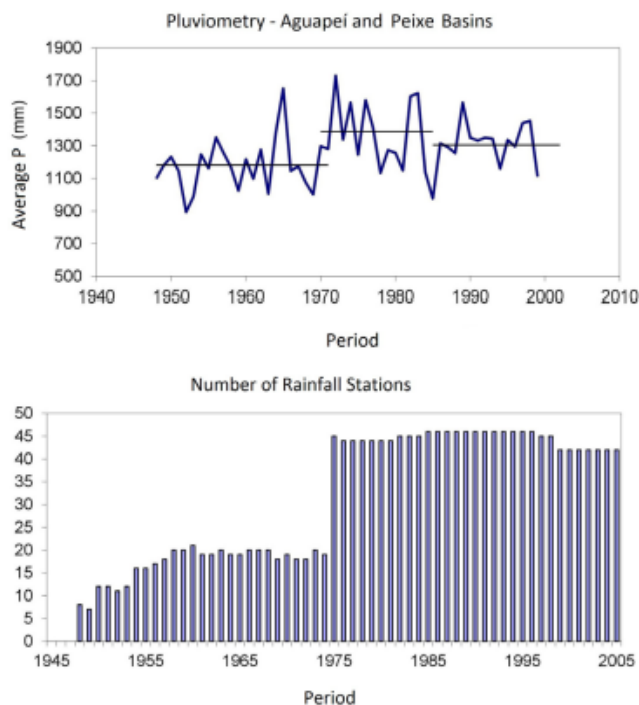 Pluviometry - Aguapeí and Peixe Basins
Average P (mm)
1900
1700
1500
1300
1100
900
700
500
1940 1950 1960 1970 1980 1990 2000 2010
Period
Number of Rainfall Stations
50
45
40
35
30
25
20
15
10
5
0
1945 1955 1965 1975 1985 1995 2005
Period